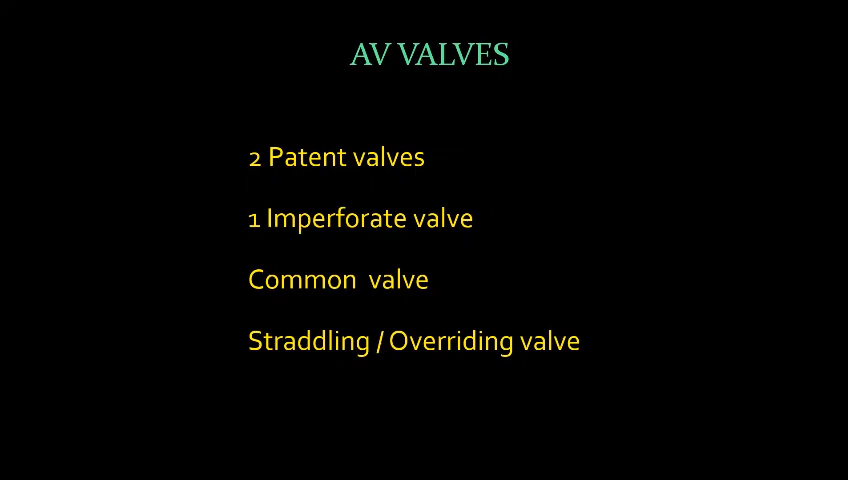 AV VALVES
2 Patent valves
1 Imperforate valve
Common valve
Straddling / Overriding valve